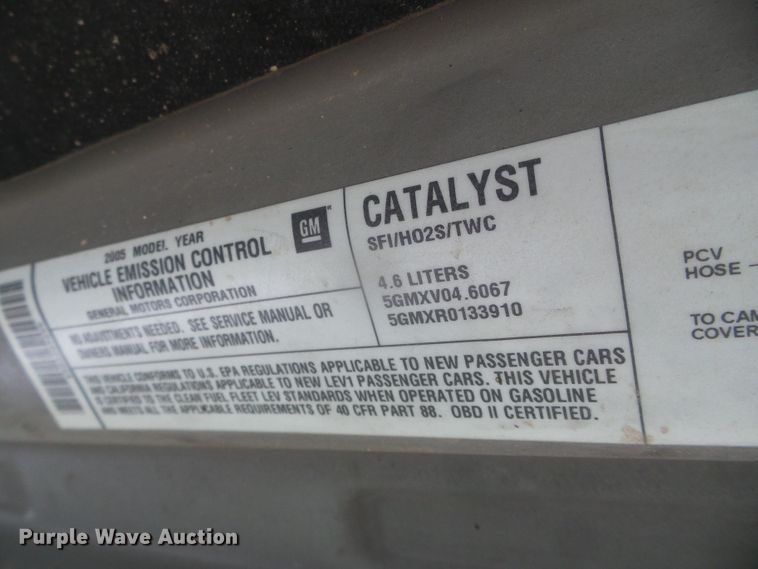 2005 MODEL YEAR
VEHICLE EMISSION CONTROL
INFORMATION
GENERAL MOTORS CORPORATION
GM
NO ADJUSTMENTS NEEDED. SEE SERVICE MANUAL OR
OWNERS MANUAL FOR MORE INFORMATION.
CATALYST
SFI/HO2S/TWC
4.6 LITERS
5GMXV04.6067
5GMXR0133910
THIS VEHICLE CONFORMS TO U.S. EPA REGULATIONS APPLICABLE TO NEW PASSENGER CARS
AND CALIFORNIA REGULATIONS APPLICABLE TO NEW LEV1 PASSENGER CARS. THIS VEHICLE
IS CERTIFIED TO THE CLEAN FUEL FLEET LEV STANDARDS WHEN OPERATED ON GASOLINE
AND MEETS ALL THE APPLICABLE REQUIREMENTS OF 40 CFR PART 88. OBD II CERTIFIED.
PCV
HOSE
TO CAM
COVER
Purple Wave Auction